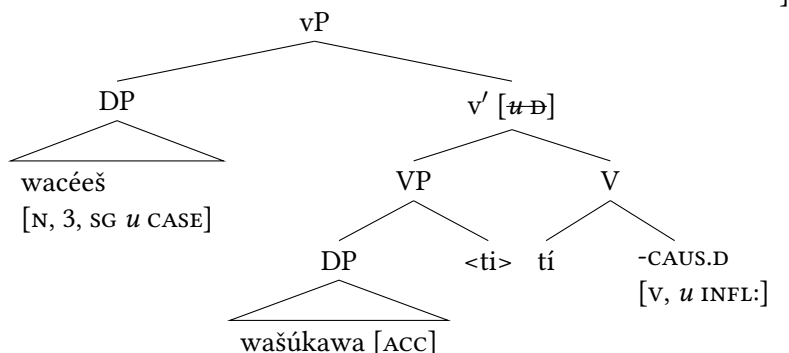 ]
vP
DP v′ [u D]
wacéeš
[N, 3, SG u CASE]
VP V
DP <ti> tí -CAUS.D
[V, u INFL:]
wašúkawa [ACC]